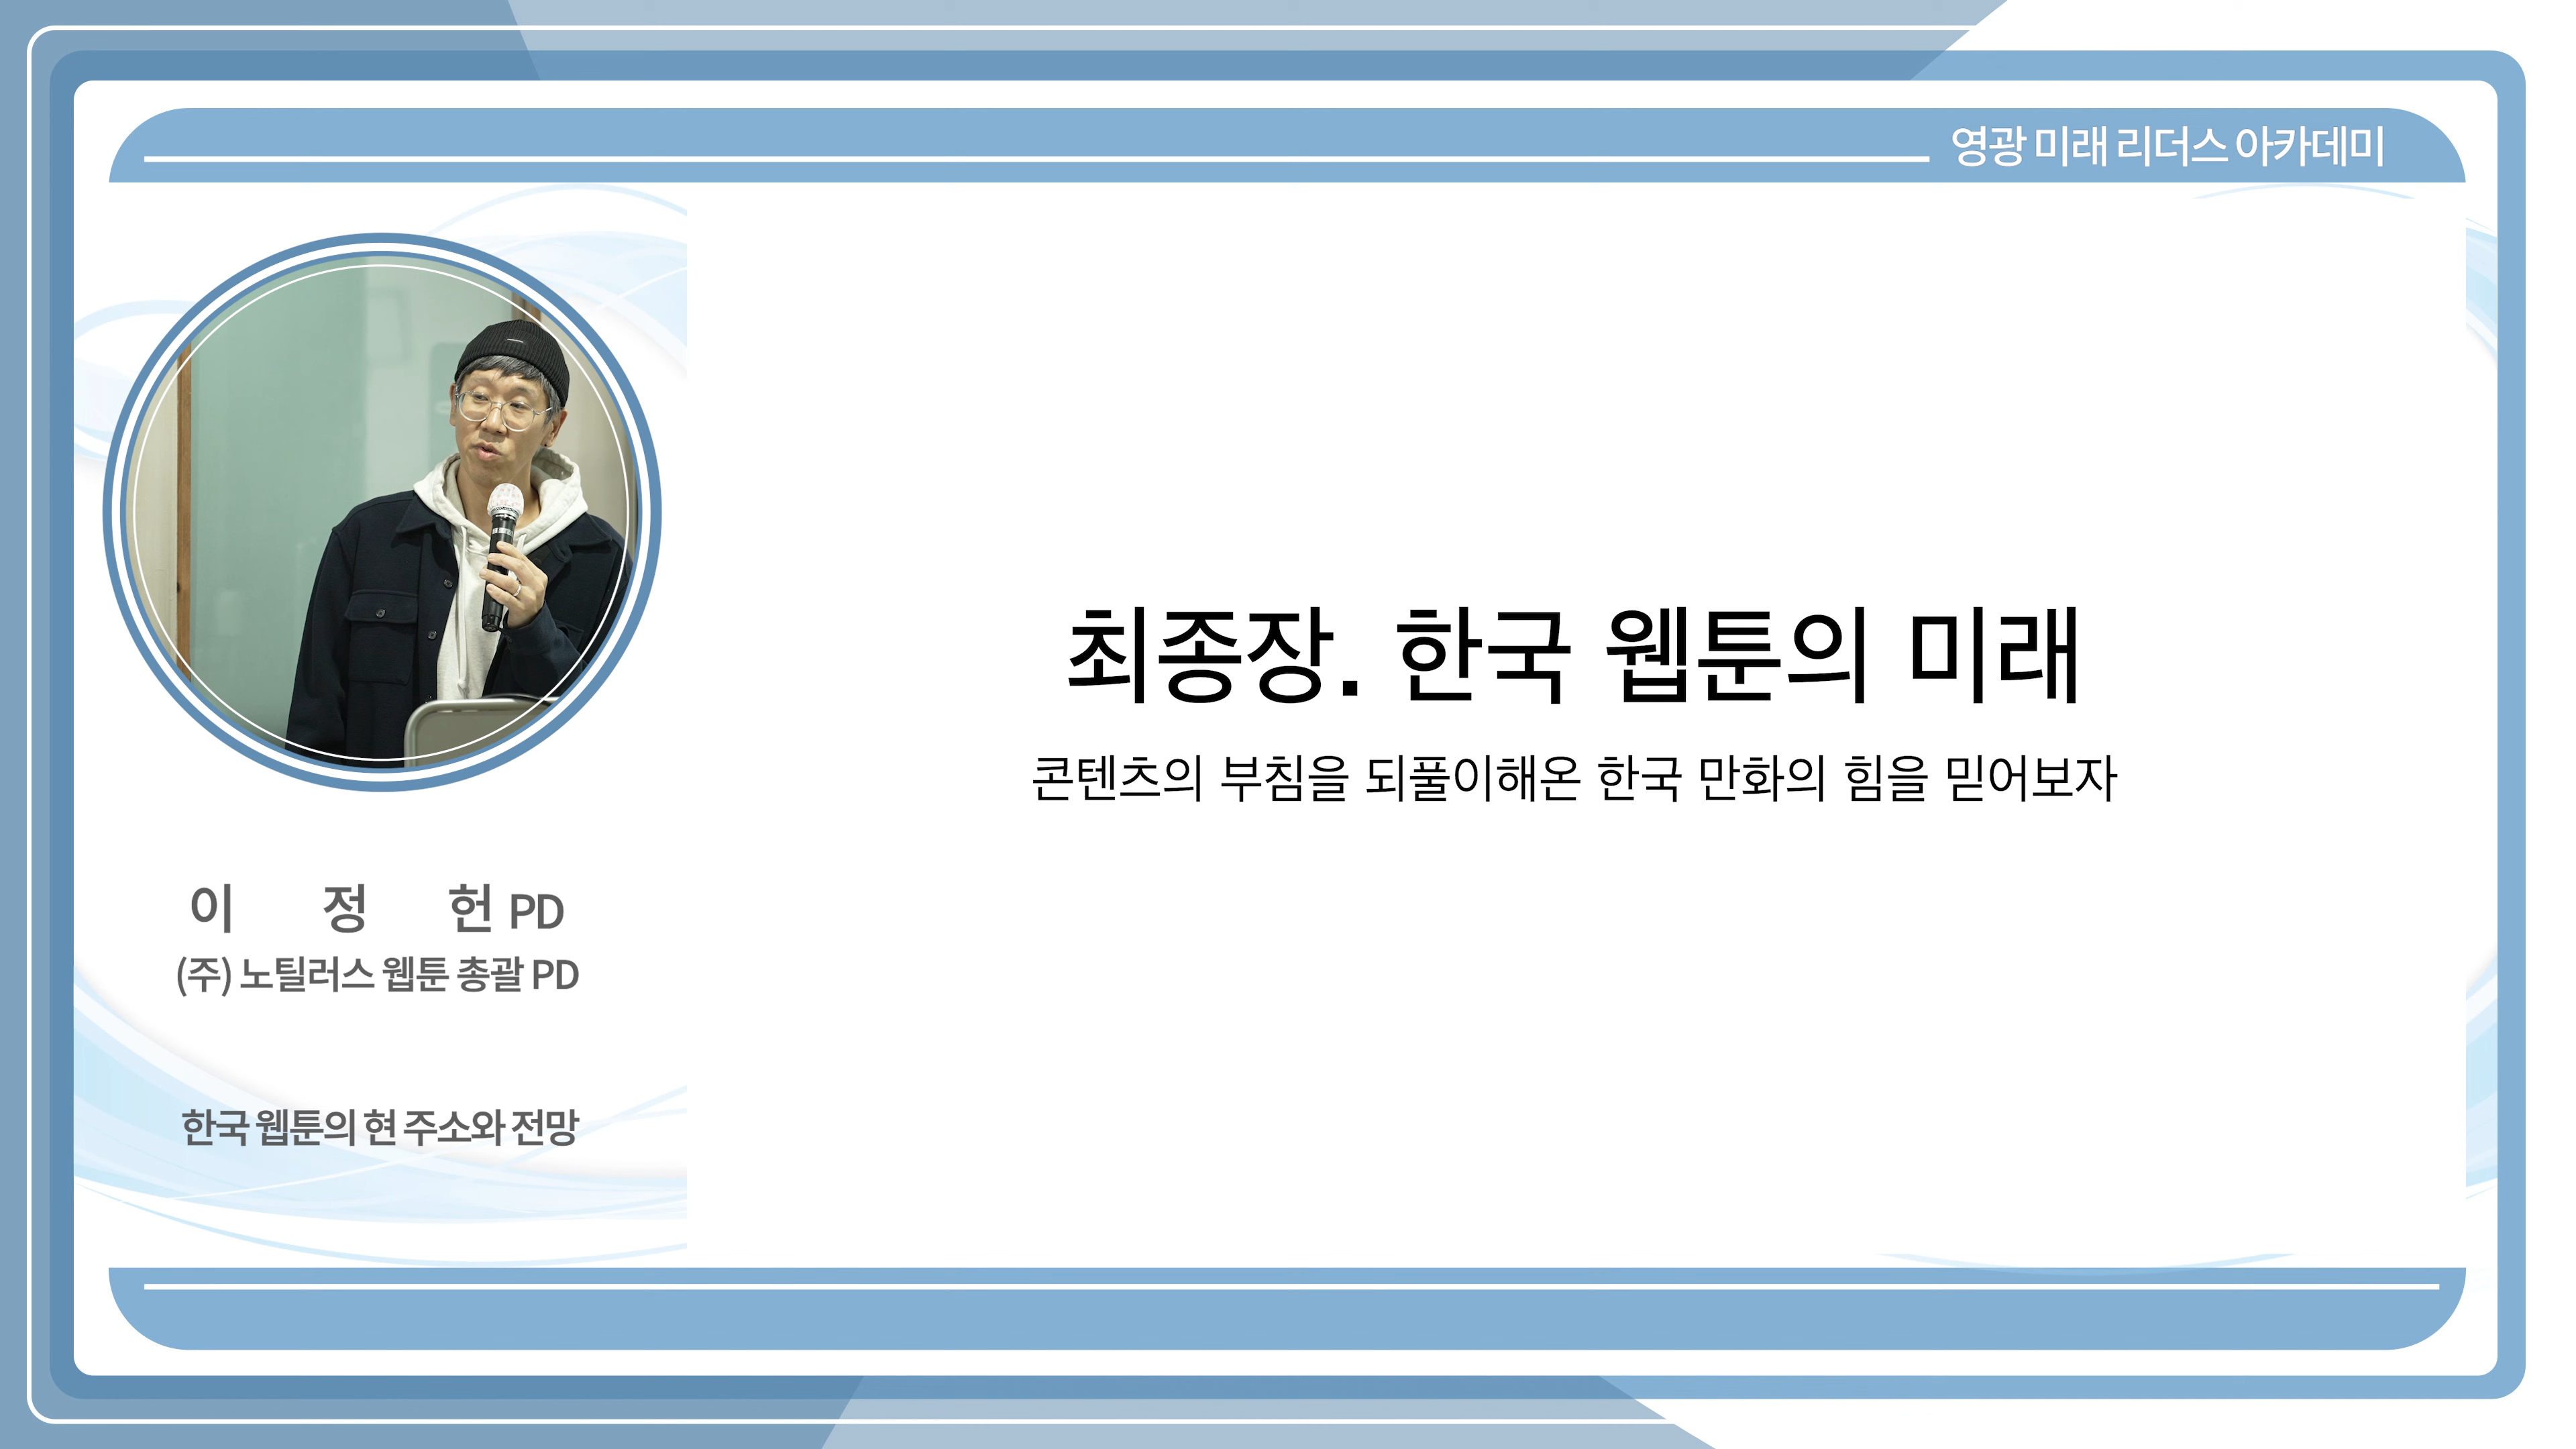 영광 미래 리더스 아카데미
최종장. 한국 웹툰의 미래
콘텐츠의 부침을 되풀이해온 한국 만화의 힘을 믿어보자
이 정 헌 PD
(주) 노틸러스 웹툰 총괄 PD
한국 웹툰의 현 주소와 전망